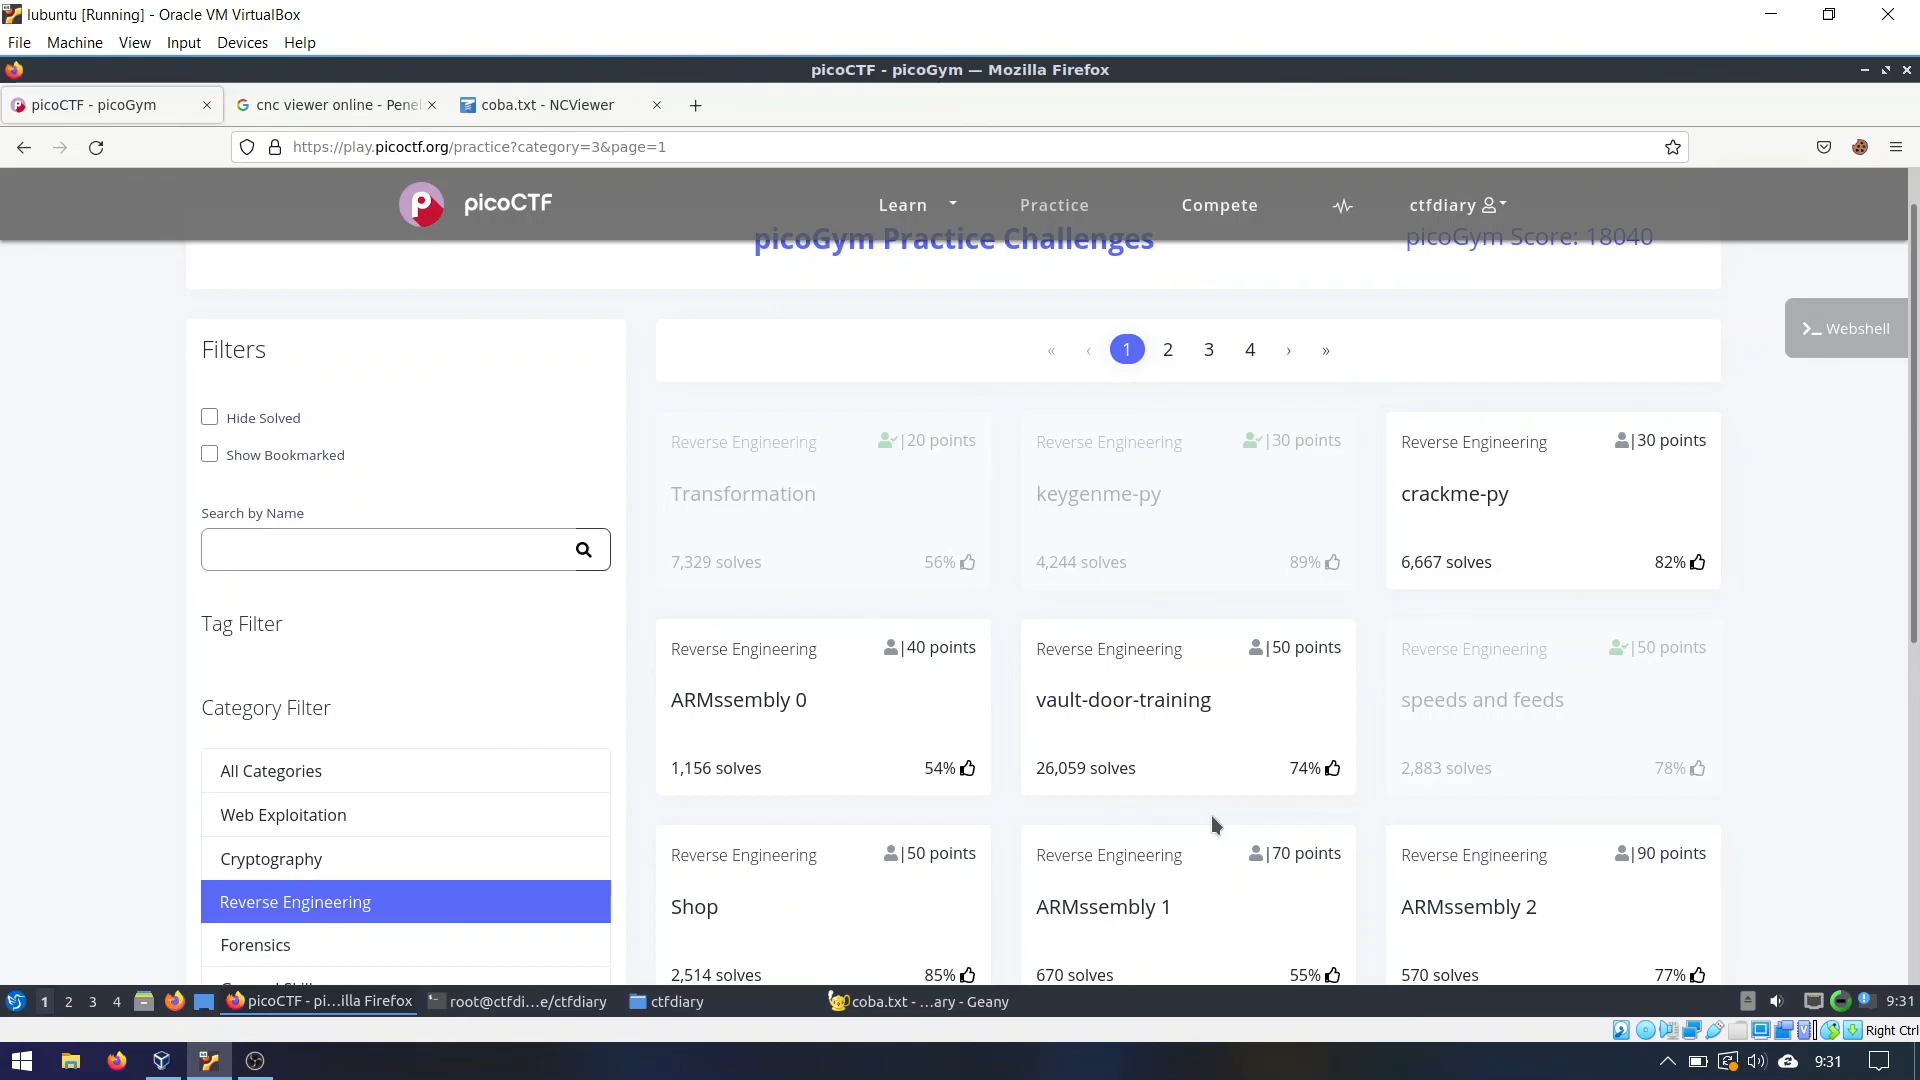 lubuntu [Running] - Oracle VM VirtualBox
File Machine View Input Devices Help
picoCTF - picoGym — Mozilla Firefox
picoCTF - picoGym
cnc viewer online - Pene
coba.txt - NCViewer
https://play.picoctf.org/practice?category=3&page=1
picoCTF
Learn
Practice
Compete
ctfdiary
picoGym Practice Challenges
picoGym Score: 18040
Webshell
Filters
Hide Solved
Show Bookmarked
Search by Name
Tag Filter
Category Filter
All Categories
Web Exploitation
Cryptography
Reverse Engineering
Forensics
« ‹ 1 2 3 4 › »
Reverse Engineering |20 points
Transformation
7,329 solves 56%
Reverse Engineering |30 points
keygenme-py
4,244 solves 89%
Reverse Engineering |30 points
crackme-py
6,667 solves 82%
Reverse Engineering |40 points
ARMssembly 0
1,156 solves 54%
Reverse Engineering |50 points
vault-door-training
26,059 solves 74%
Reverse Engineering |50 points
speeds and feeds
2,883 solves 78%
Reverse Engineering |50 points
Shop
2,514 solves 85%
Reverse Engineering |70 points
ARMssembly 1
670 solves 55%
Reverse Engineering |90 points
ARMssembly 2
570 solves 77%
1 2 3 4
picoCTF - pi...illa Firefox
root@ctfdi...e/ctfdiary
ctfdiary
coba.txt - ...ary - Geany
9:31
Right Ctrl
9:31